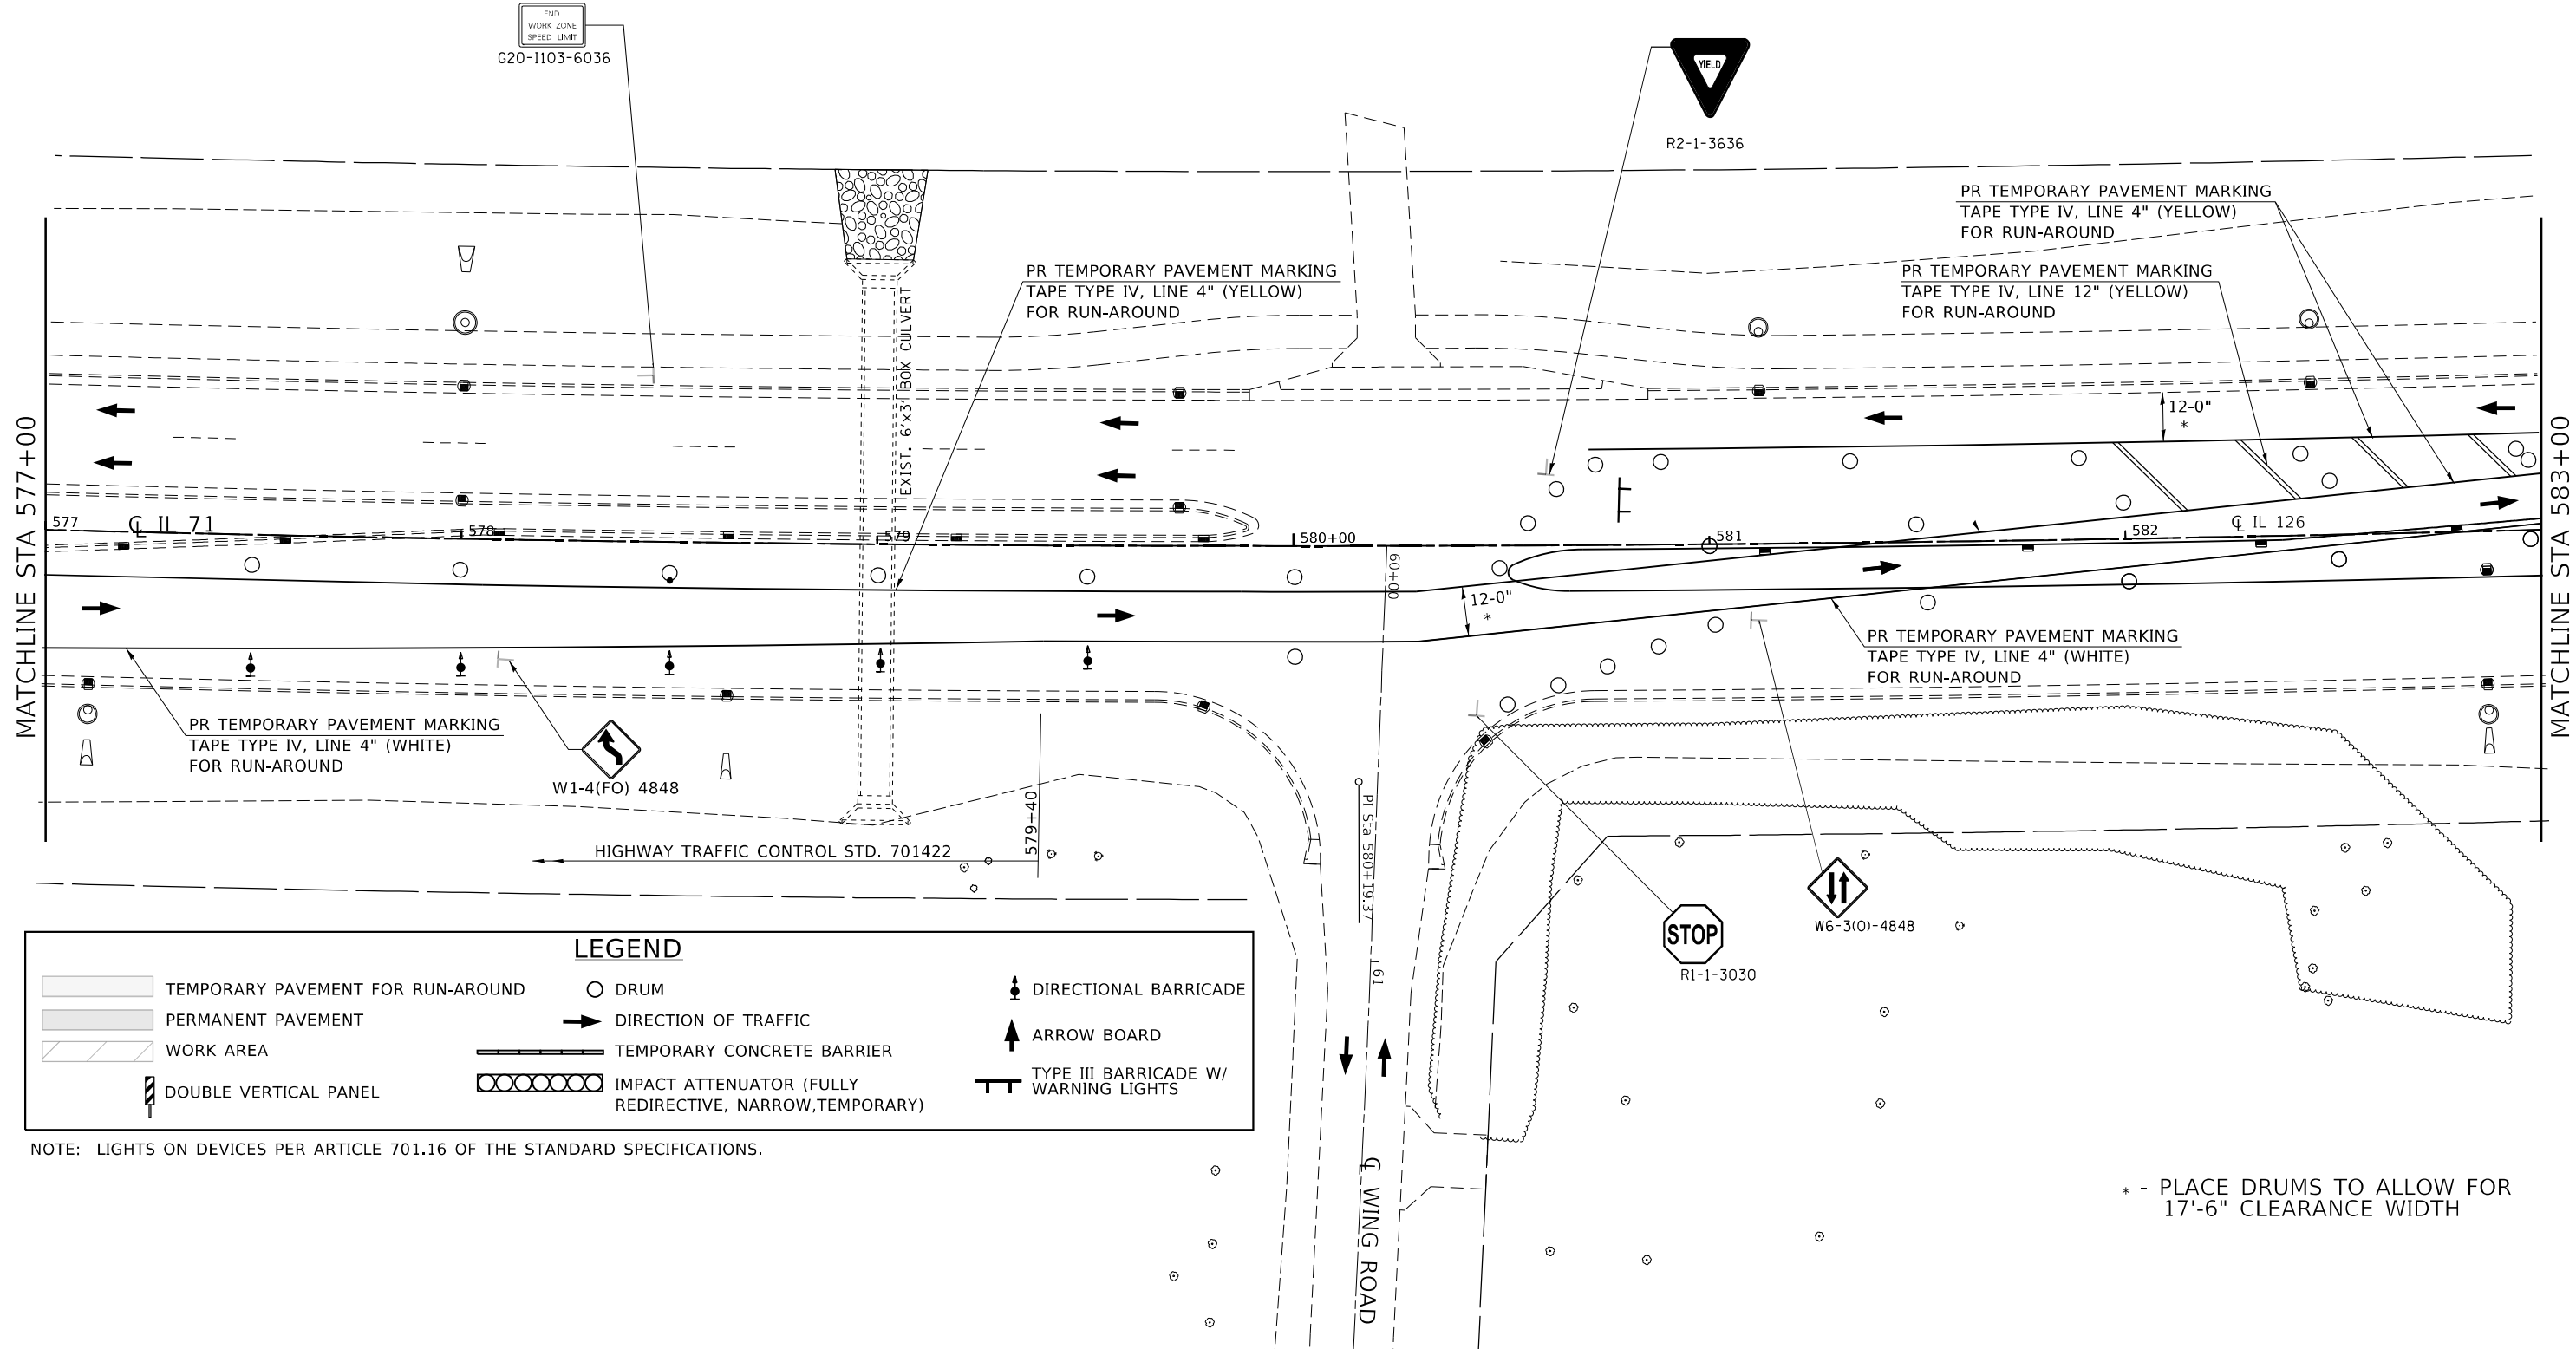 END
WORK ZONE
SPEED LIMIT
G20-I103-6036
YIELD
R2-1-3636
PR TEMPORARY PAVEMENT MARKING
TAPE TYPE IV, LINE 4" (YELLOW)
FOR RUN-AROUND
PR TEMPORARY PAVEMENT MARKING
TAPE TYPE IV, LINE 4" (YELLOW)
FOR RUN-AROUND
PR TEMPORARY PAVEMENT MARKING
TAPE TYPE IV, LINE 12" (YELLOW)
FOR RUN-AROUND
EXIST. 6'x3' BOX CULVERT
12-0"
*
MATCHLINE STA 577+00
MATCHLINE STA 583+00
577
℄ IL 71
578
579
580+00
581
582
℄ IL 126
60+00
12-0"
*
PR TEMPORARY PAVEMENT MARKING
TAPE TYPE IV, LINE 4" (WHITE)
FOR RUN-AROUND
PR TEMPORARY PAVEMENT MARKING
TAPE TYPE IV, LINE 4" (WHITE)
FOR RUN-AROUND
W1-4(FO) 4848
579+40
PI Sta 580+19.37
HIGHWAY TRAFFIC CONTROL STD. 701422
W6-3(O)-4848
STOP
R1-1-3030
61
LEGEND
TEMPORARY PAVEMENT FOR RUN-AROUND
PERMANENT PAVEMENT
WORK AREA
DOUBLE VERTICAL PANEL
DRUM
DIRECTION OF TRAFFIC
TEMPORARY CONCRETE BARRIER
IMPACT ATTENUATOR (FULLY
REDIRECTIVE, NARROW,TEMPORARY)
DIRECTIONAL BARRICADE
ARROW BOARD
TYPE III BARRICADE W/
WARNING LIGHTS
NOTE: LIGHTS ON DEVICES PER ARTICLE 701.16 OF THE STANDARD SPECIFICATIONS.
℄ WING ROAD
* - PLACE DRUMS TO ALLOW FOR
17'-6" CLEARANCE WIDTH